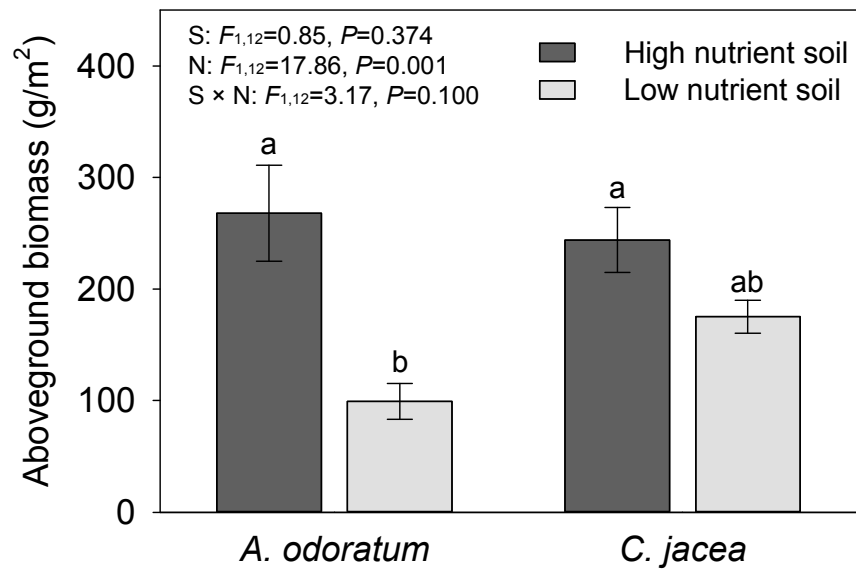 S: F1,12=0.85, P=0.374
N: F1,12=17.86, P=0.001
S × N: F1,12=3.17, P=0.100
High nutrient soil
Low nutrient soil
Aboveground biomass (g/m²)
400
300
200
100
0
a
b
a
ab
A. odoratum
C. jacea